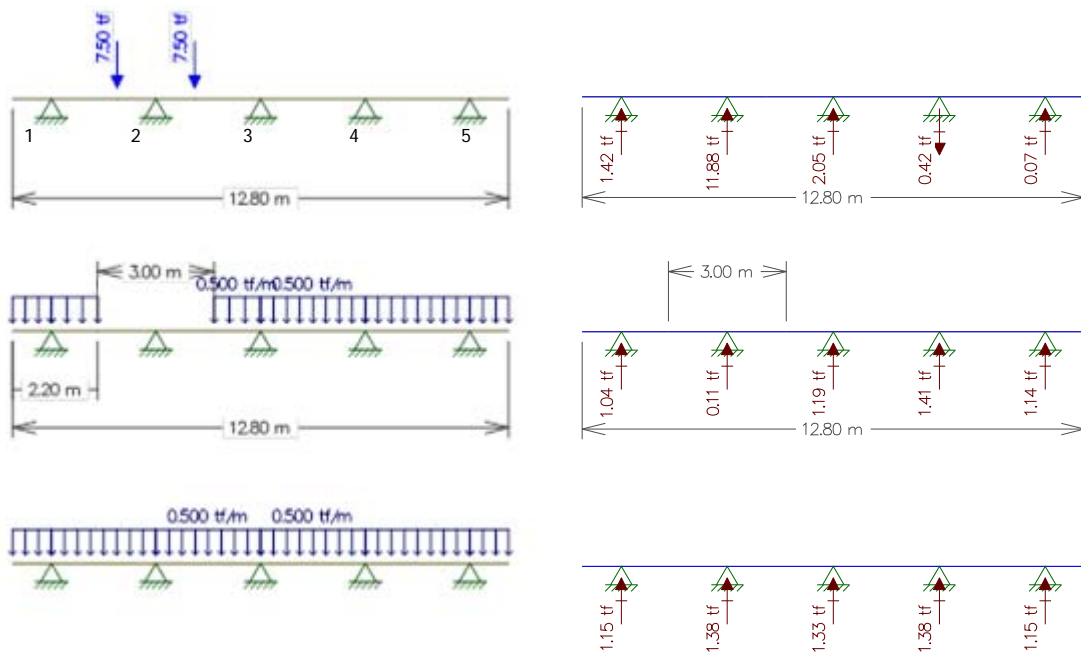 7.50 tf
7.50 tf
1
2
3
4
5
12.80 m
1.42 tf
11.88 tf
2.05 tf
0.42 tf
0.07 tf
12.80 m
3.00 m
0.500 tf/m
0.500 tf/m
2.20 m
12.80 m
3.00 m
1.04 tf
0.11 tf
1.19 tf
1.41 tf
1.14 tf
12.80 m
0.500 tf/m
0.500 tf/m
1.15 tf
1.38 tf
1.33 tf
1.38 tf
1.15 tf